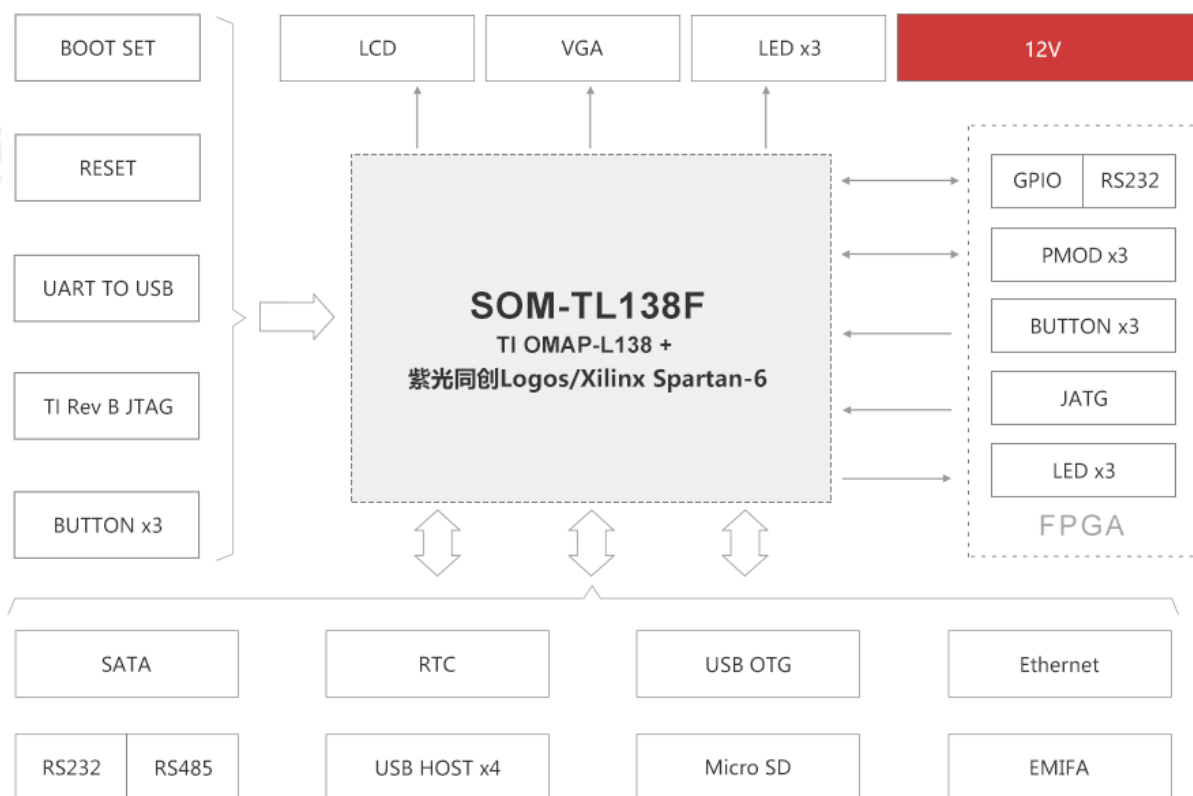 BOOT SET
LCD
VGA
LED x3
12V
RESET
GPIO
RS232
PMOD x3
UART TO USB
SOM-TL138F
TI OMAP-L138 +
紫光同创Logos/Xilinx Spartan-6
BUTTON x3
TI Rev B JTAG
JATG
LED x3
BUTTON x3
FPGA
SATA
RTC
USB OTG
Ethernet
RS232
RS485
USB HOST x4
Micro SD
EMIFA